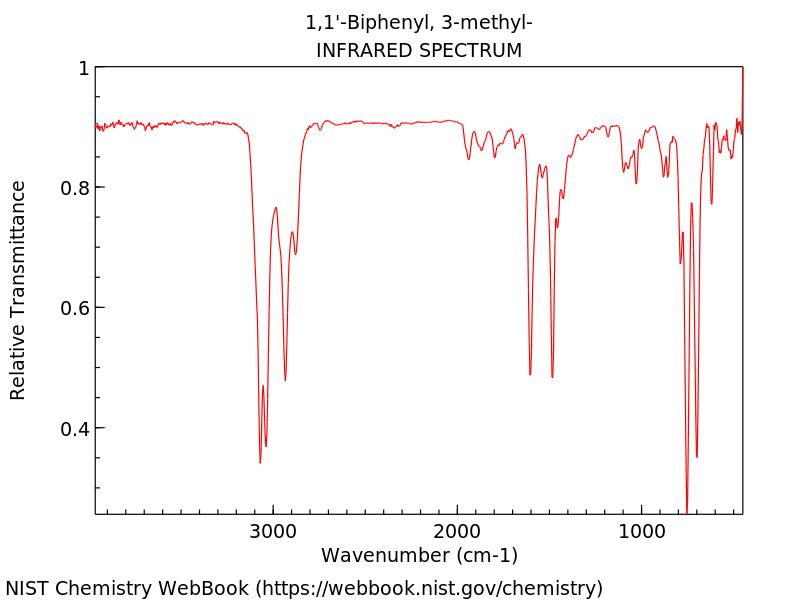 1,1'-Biphenyl, 3-methyl-
INFRARED SPECTRUM
1
0.8
0.6
0.4
Relative Transmittance
3000
2000
1000
Wavenumber (cm-1)
NIST Chemistry WebBook (https://webbook.nist.gov/chemistry)